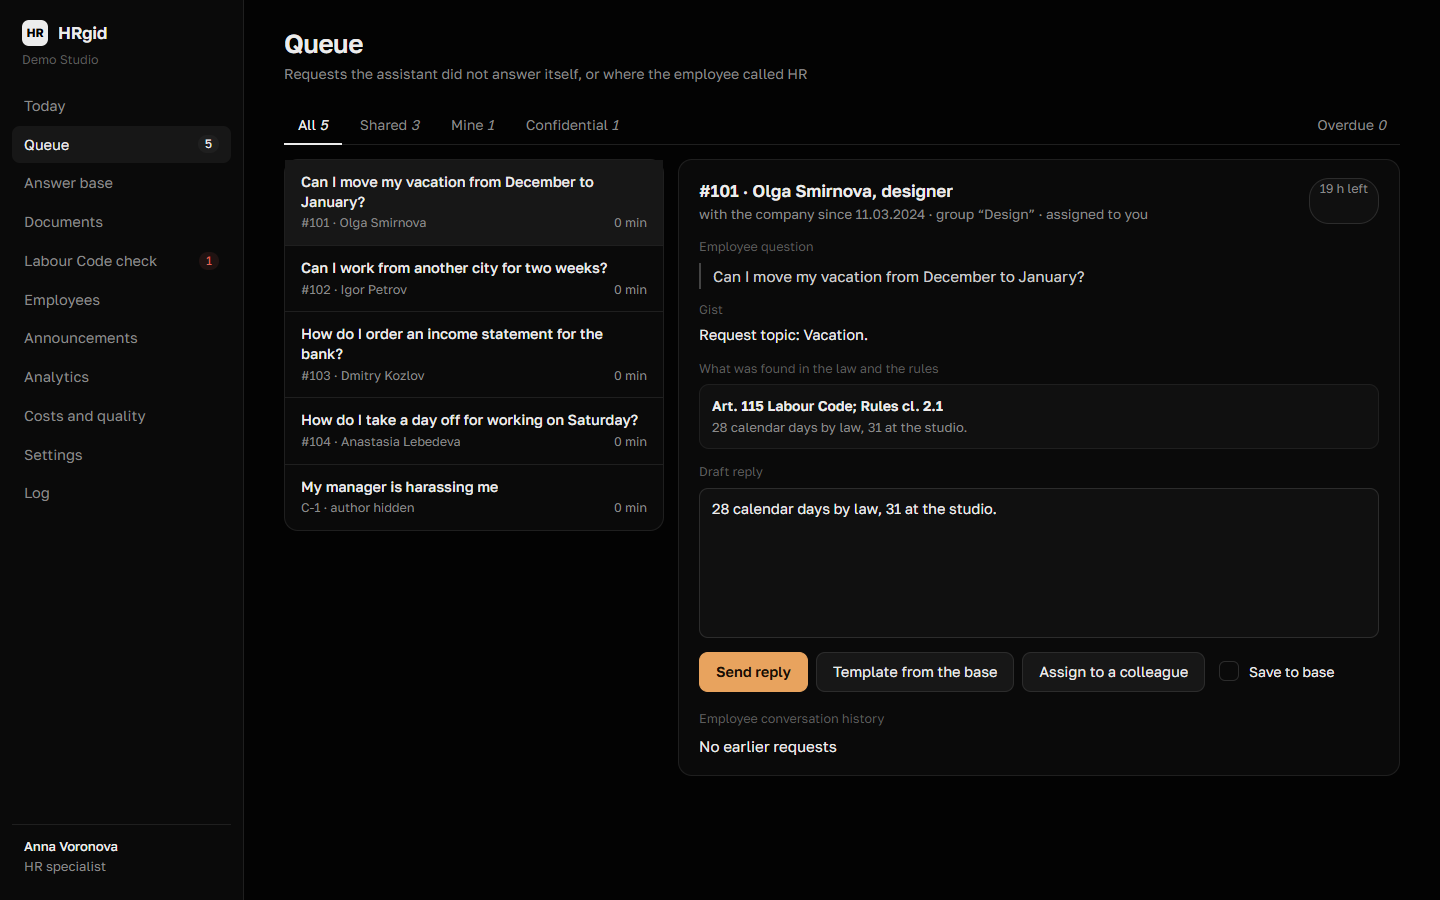 HR HRgid
Demo Studio
Today
Queue 5
Answer base
Documents
Labour Code check 1
Employees
Announcements
Analytics
Costs and quality
Settings
Log
Anna Voronova
HR specialist
Queue
Requests the assistant did not answer itself, or where the employee called HR
All 5 Shared 3 Mine 1 Confidential 1 Overdue 0
Can I move my vacation from December to
January?
#101 · Olga Smirnova 0 min
Can I work from another city for two weeks?
#102 · Igor Petrov 0 min
How do I order an income statement for the
bank?
#103 · Dmitry Kozlov 0 min
How do I take a day off for working on Saturday?
#104 · Anastasia Lebedeva 0 min
My manager is harassing me
C-1 · author hidden 0 min
#101 · Olga Smirnova, designer 19 h left
with the company since 11.03.2024 · group “Design” · assigned to you
Employee question
Can I move my vacation from December to January?
Gist
Request topic: Vacation.
What was found in the law and the rules
Art. 115 Labour Code; Rules cl. 2.1
28 calendar days by law, 31 at the studio.
Draft reply
28 calendar days by law, 31 at the studio.
Send reply Template from the base Assign to a colleague Save to base
Employee conversation history
No earlier requests